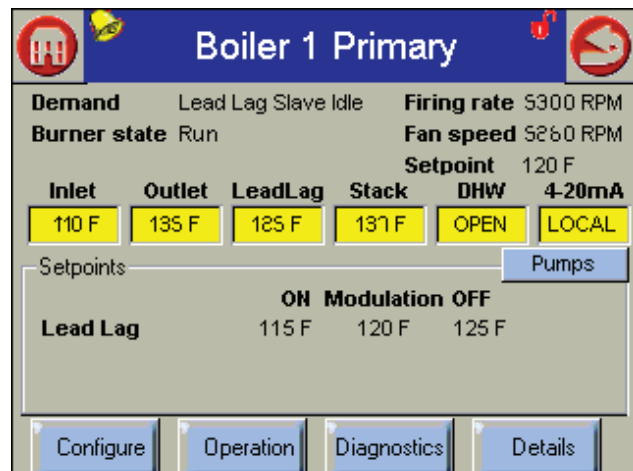 Boiler 1 Primary
Demand Lead Lag Slave Idle Firing rate 5300 RPM
Burner state Run Fan speed 5260 RPM
Setpoint 120 F
Inlet Outlet LeadLag Stack DHW 4-20mA
110 F 135 F 125 F 137 F OPEN LOCAL
Setpoints Pumps
ON Modulation OFF
Lead Lag 115 F 120 F 125 F
Configure Operation Diagnostics Details